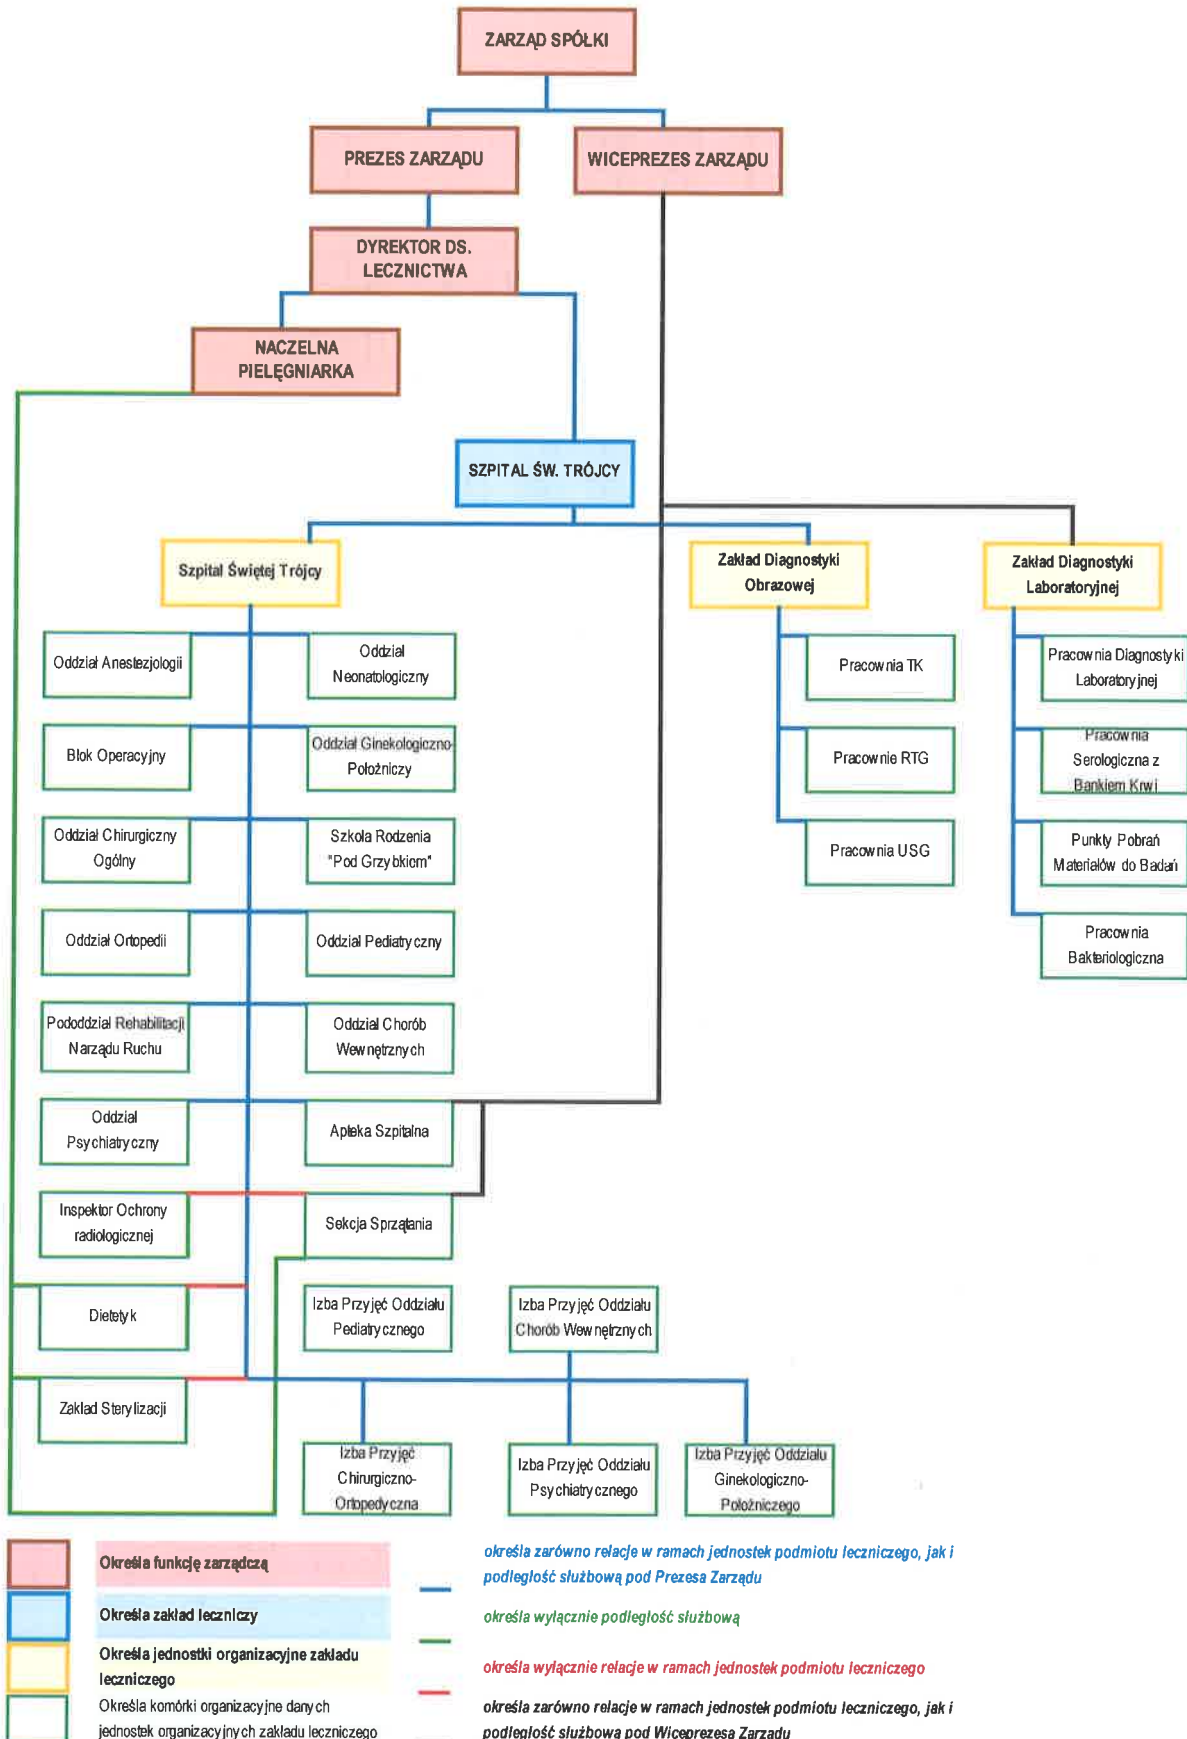 ZARZĄD SPÓŁKI
PREZES ZARZĄDU
WICEPREZES ZARZĄDU
DYREKTOR DS.
LECZNICTWA
NACZELNA
PIELĘGNIARKA
SZPITAL ŚW. TRÓJCY
Szpital Świętej Trójcy
Zakład Diagnostyki
Obrazowej
Zakład Diagnostyki
Laboratoryjnej
Oddział Anestezjologii
Oddział
Neonatologiczny
Pracownia TK
Pracownia Diagnostyki
Laboratoryjnej
Blok Operacyjny
Oddział Ginekologiczno-
Położniczy
Pracownie RTG
Pracownia
Serologiczna z
Bankiem Krwi
Oddział Chirurgiczny
Ogólny
Szkoła Rodzenia
"Pod Grzybkiem"
Pracownia USG
Punkty Pobrań
Materiałów do Badań
Oddział Ortopedii
Oddział Pediatryczny
Pracownia
Bakteriologiczna
Pododdział Rehabilitacji
Narządu Ruchu
Oddział Chorób
Wewnętrznych
Oddział
Psychiatryczny
Apteka Szpitalna
Inspektor Ochrony
radiologicznej
Sekcja Sprzątania
Dietetyk
Izba Przyjęć Oddziału
Pediatrycznego
Izba Przyjęć Oddziału
Chorób Wewnętrznych
Zakład Sterylizacji
Izba Przyjęć
Chirurgiczno-
Ortopedyczna
Izba Przyjęć Oddziału
Psychiatrycznego
Izba Przyjęć Oddziału
Ginekologiczno-
Położniczego
Określa funkcję zarządczą
Określa zakład leczniczy
Określa jednostki organizacyjne zakładu
leczniczego
Określa komórki organizacyjne danych
jednostek organizacyjnych zakładu leczniczego
określa zarówno relacje w ramach jednostek podmiotu leczniczego, jak i
podległość służbową pod Prezesa Zarządu
określa wyłącznie podległość służbową
określa wyłącznie relacje w ramach jednostek podmiotu leczniczego
określa zarówno relacje w ramach jednostek podmiotu leczniczego, jak i
podległość służbową pod Wiceprezesa Zarządu